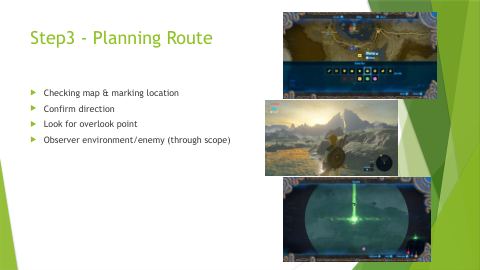 Step3 - Planning Route
Checking map & marking location
Confirm direction
Look for overlook point
Observer environment/enemy (through scope)